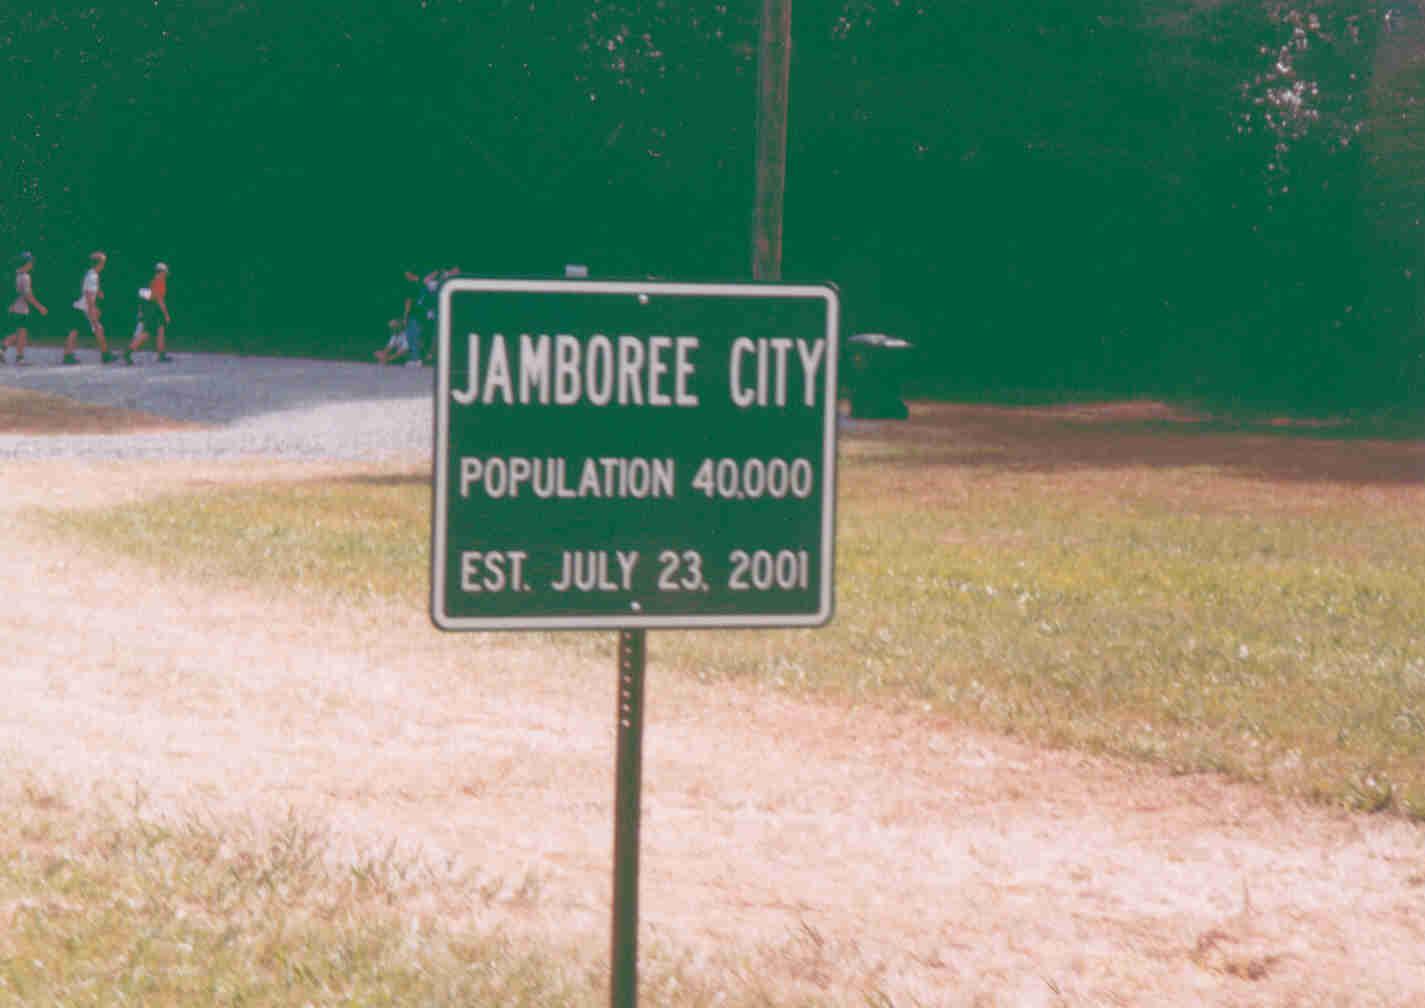 JAMBOREE CITY
POPULATION 40,000
EST. JULY 23, 2001